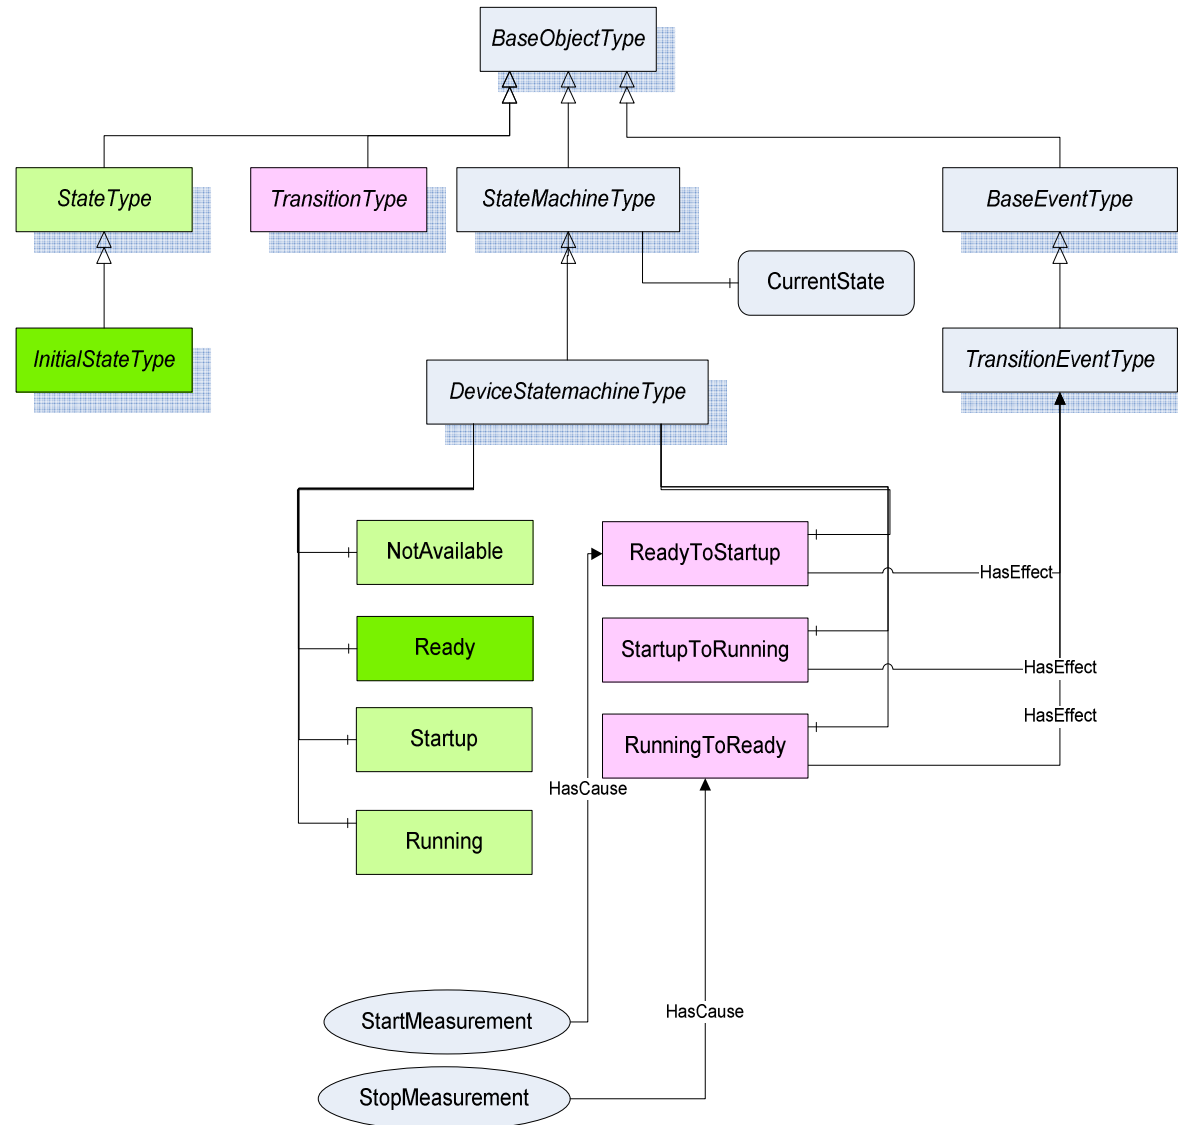 BaseObjectType
StateType
TransitionType
StateMachineType
BaseEventType
CurrentState
InitialStateType
DeviceStatemachineType
TransitionEventType
NotAvailable
ReadyToStartup
HasEffect
Ready
StartupToRunning
HasEffect
HasEffect
Startup
RunningToReady
HasCause
Running
StartMeasurement
HasCause
StopMeasurement